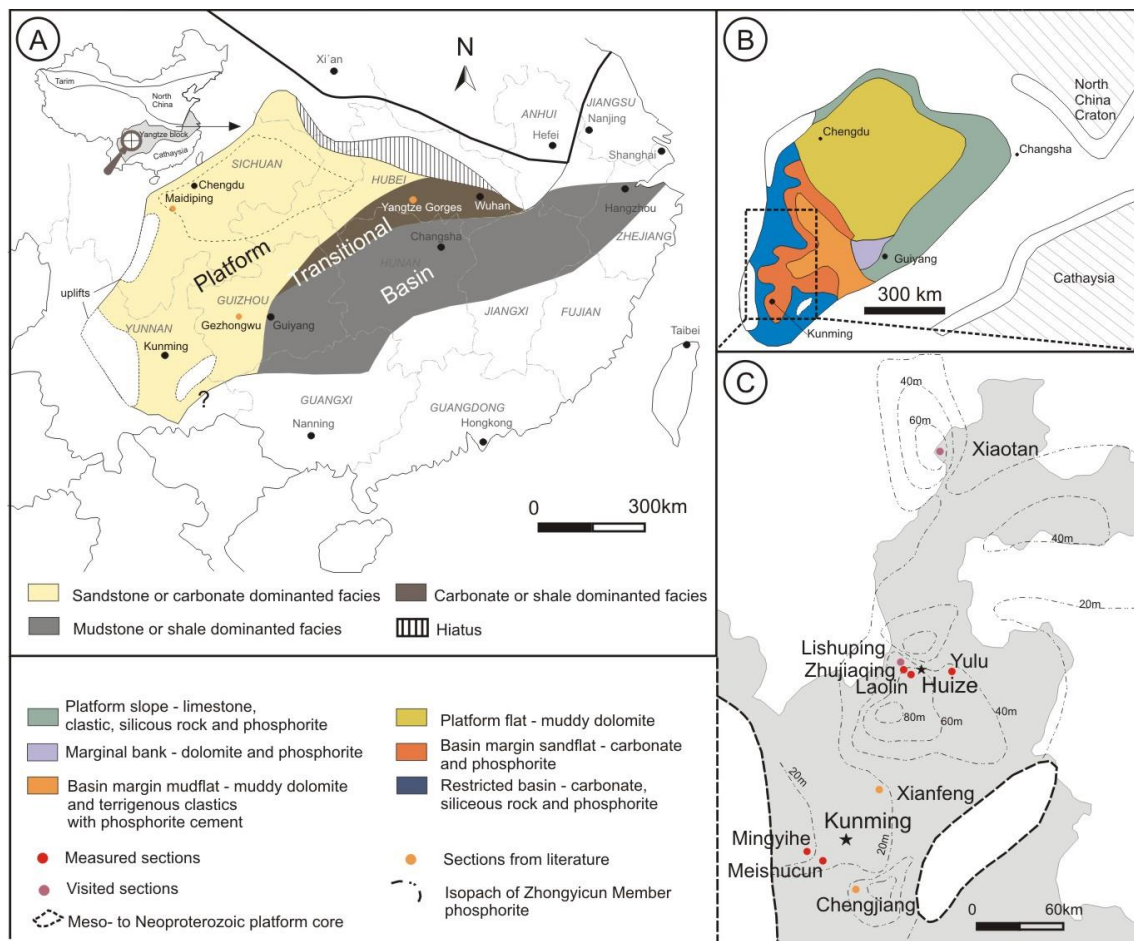 A
Tarim
North
China
Yangtze block
Cathaysia
Xi´an
N
ANHUI
Hefei
JIANGSU
Nanjing
Shanghai
SICHUAN
Chengdu
Maidiping
HUBEI
Yangtze Gorges
Wuhan
Hangzhou
ZHEJIANG
Changsha
HUNAN
Platform
Transitional
Basin
uplifts
GUIZHOU
Gezhongwu
Guiyang
JIANGXI
FUJIAN
YUNNAN
Kunming
?
Taibei
GUANGXI
Nanning
GUANGDONG
Hongkong
0 300km
Sandstone or carbonate dominanted facies
Carbonate or shale dominanted facies
Mudstone or shale dominanted facies
Hiatus
B
North
China
Craton
Chengdu
Changsha
Guiyang
Cathaysia
300 km
Kunming
C
40m
60m
Xiaotan
40m
20m
Lishuping
Zhujiaqing
Laolin
Huize
Yulu
80m
60m
40m
20m
Xianfeng
Kunming
20m
Mingyihe
Meishucun
Chengjiang
0 60km
Platform slope - limestone,
clastic, silicous rock and phosphorite
Marginal bank - dolomite and phosphorite
Basin margin mudflat - muddy dolomite
and terrigenous clastics
with phosphorite cement
Measured sections
Visited sections
Meso- to Neoproterozoic platform core
Platform flat - muddy dolomite
Basin margin sandflat - carbonate
and phosphorite
Restricted basin - carbonate,
siliceous rock and phosphorite
Sections from literature
Isopach of Zhongyicun Member
phosphorite